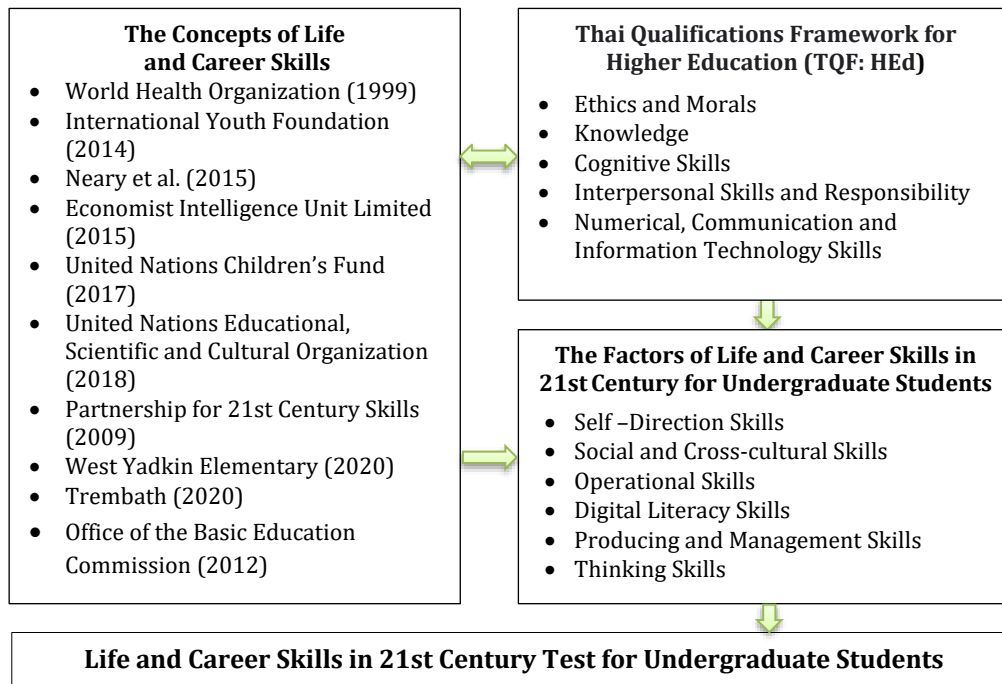 The Concepts of Life
and Career Skills
• World Health Organization (1999)
• International Youth Foundation
(2014)
• Neary et al. (2015)
• Economist Intelligence Unit Limited
(2015)
• United Nations Children’s Fund
(2017)
• United Nations Educational,
Scientific and Cultural Organization
(2018)
• Partnership for 21st Century Skills
(2009)
• West Yadkin Elementary (2020)
• Trembath (2020)
• Office of the Basic Education
Commission (2012)
Thai Qualifications Framework for
Higher Education (TQF: HEd)
• Ethics and Morals
• Knowledge
• Cognitive Skills
• Interpersonal Skills and Responsibility
• Numerical, Communication and
Information Technology Skills
The Factors of Life and Career Skills in
21st Century for Undergraduate Students
• Self –Direction Skills
• Social and Cross-cultural Skills
• Operational Skills
• Digital Literacy Skills
• Producing and Management Skills
• Thinking Skills
Life and Career Skills in 21st Century Test for Undergraduate Students